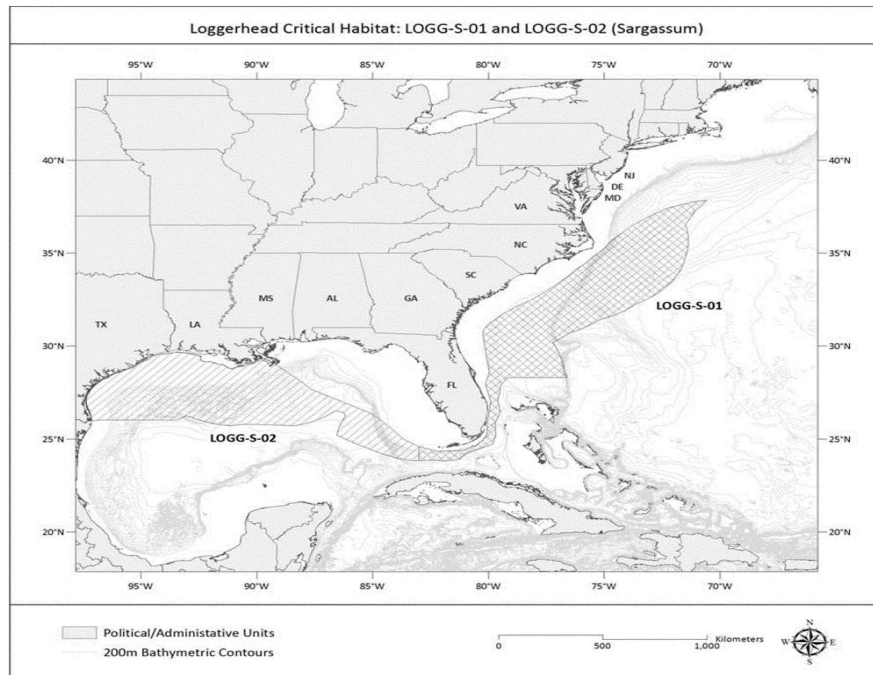 Loggerhead Critical Habitat: LOGG-S-01 and LOGG-S-02 (Sargassum)
95°W 90°W 85°W 80°W 75°W 70°W
40°N 40°N
NJ
DE
MD
VA
NC
35°N 35°N
SC
MS AL GA
LOGG-S-01
TX LA
30°N 30°N
FL
LOGG-S-02
25°N 25°N
20°N 20°N
95°W 90°W 85°W 80°W 75°W 70°W
Political/Administative Units
200m Bathymetric Contours
0 500 1,000 Kilometers
N
W E
S